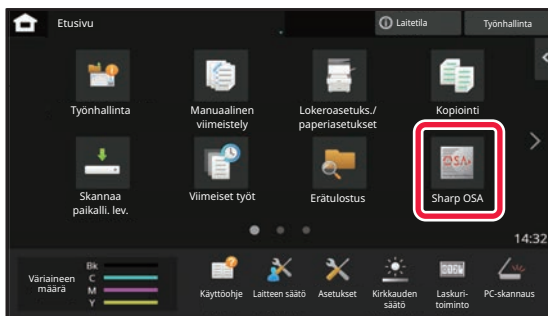 Etusivu
Laitetila
Työnhallinta
Työnhallinta
Manuaalinen
viimeistely
Lokeroasetuks./
paperiasetukset
Kopiointi
Skannaa
paikalli. lev.
Viimeiset työt
Erätulostus
OSA
Sharp OSA
14:32
Väriaineen
määrä
Bk
C
M
Y
Käyttöohje
Laitteen säätö
Asetukset
Kirkkauden
säätö
Laskuri-
toiminto
PC-skannaus